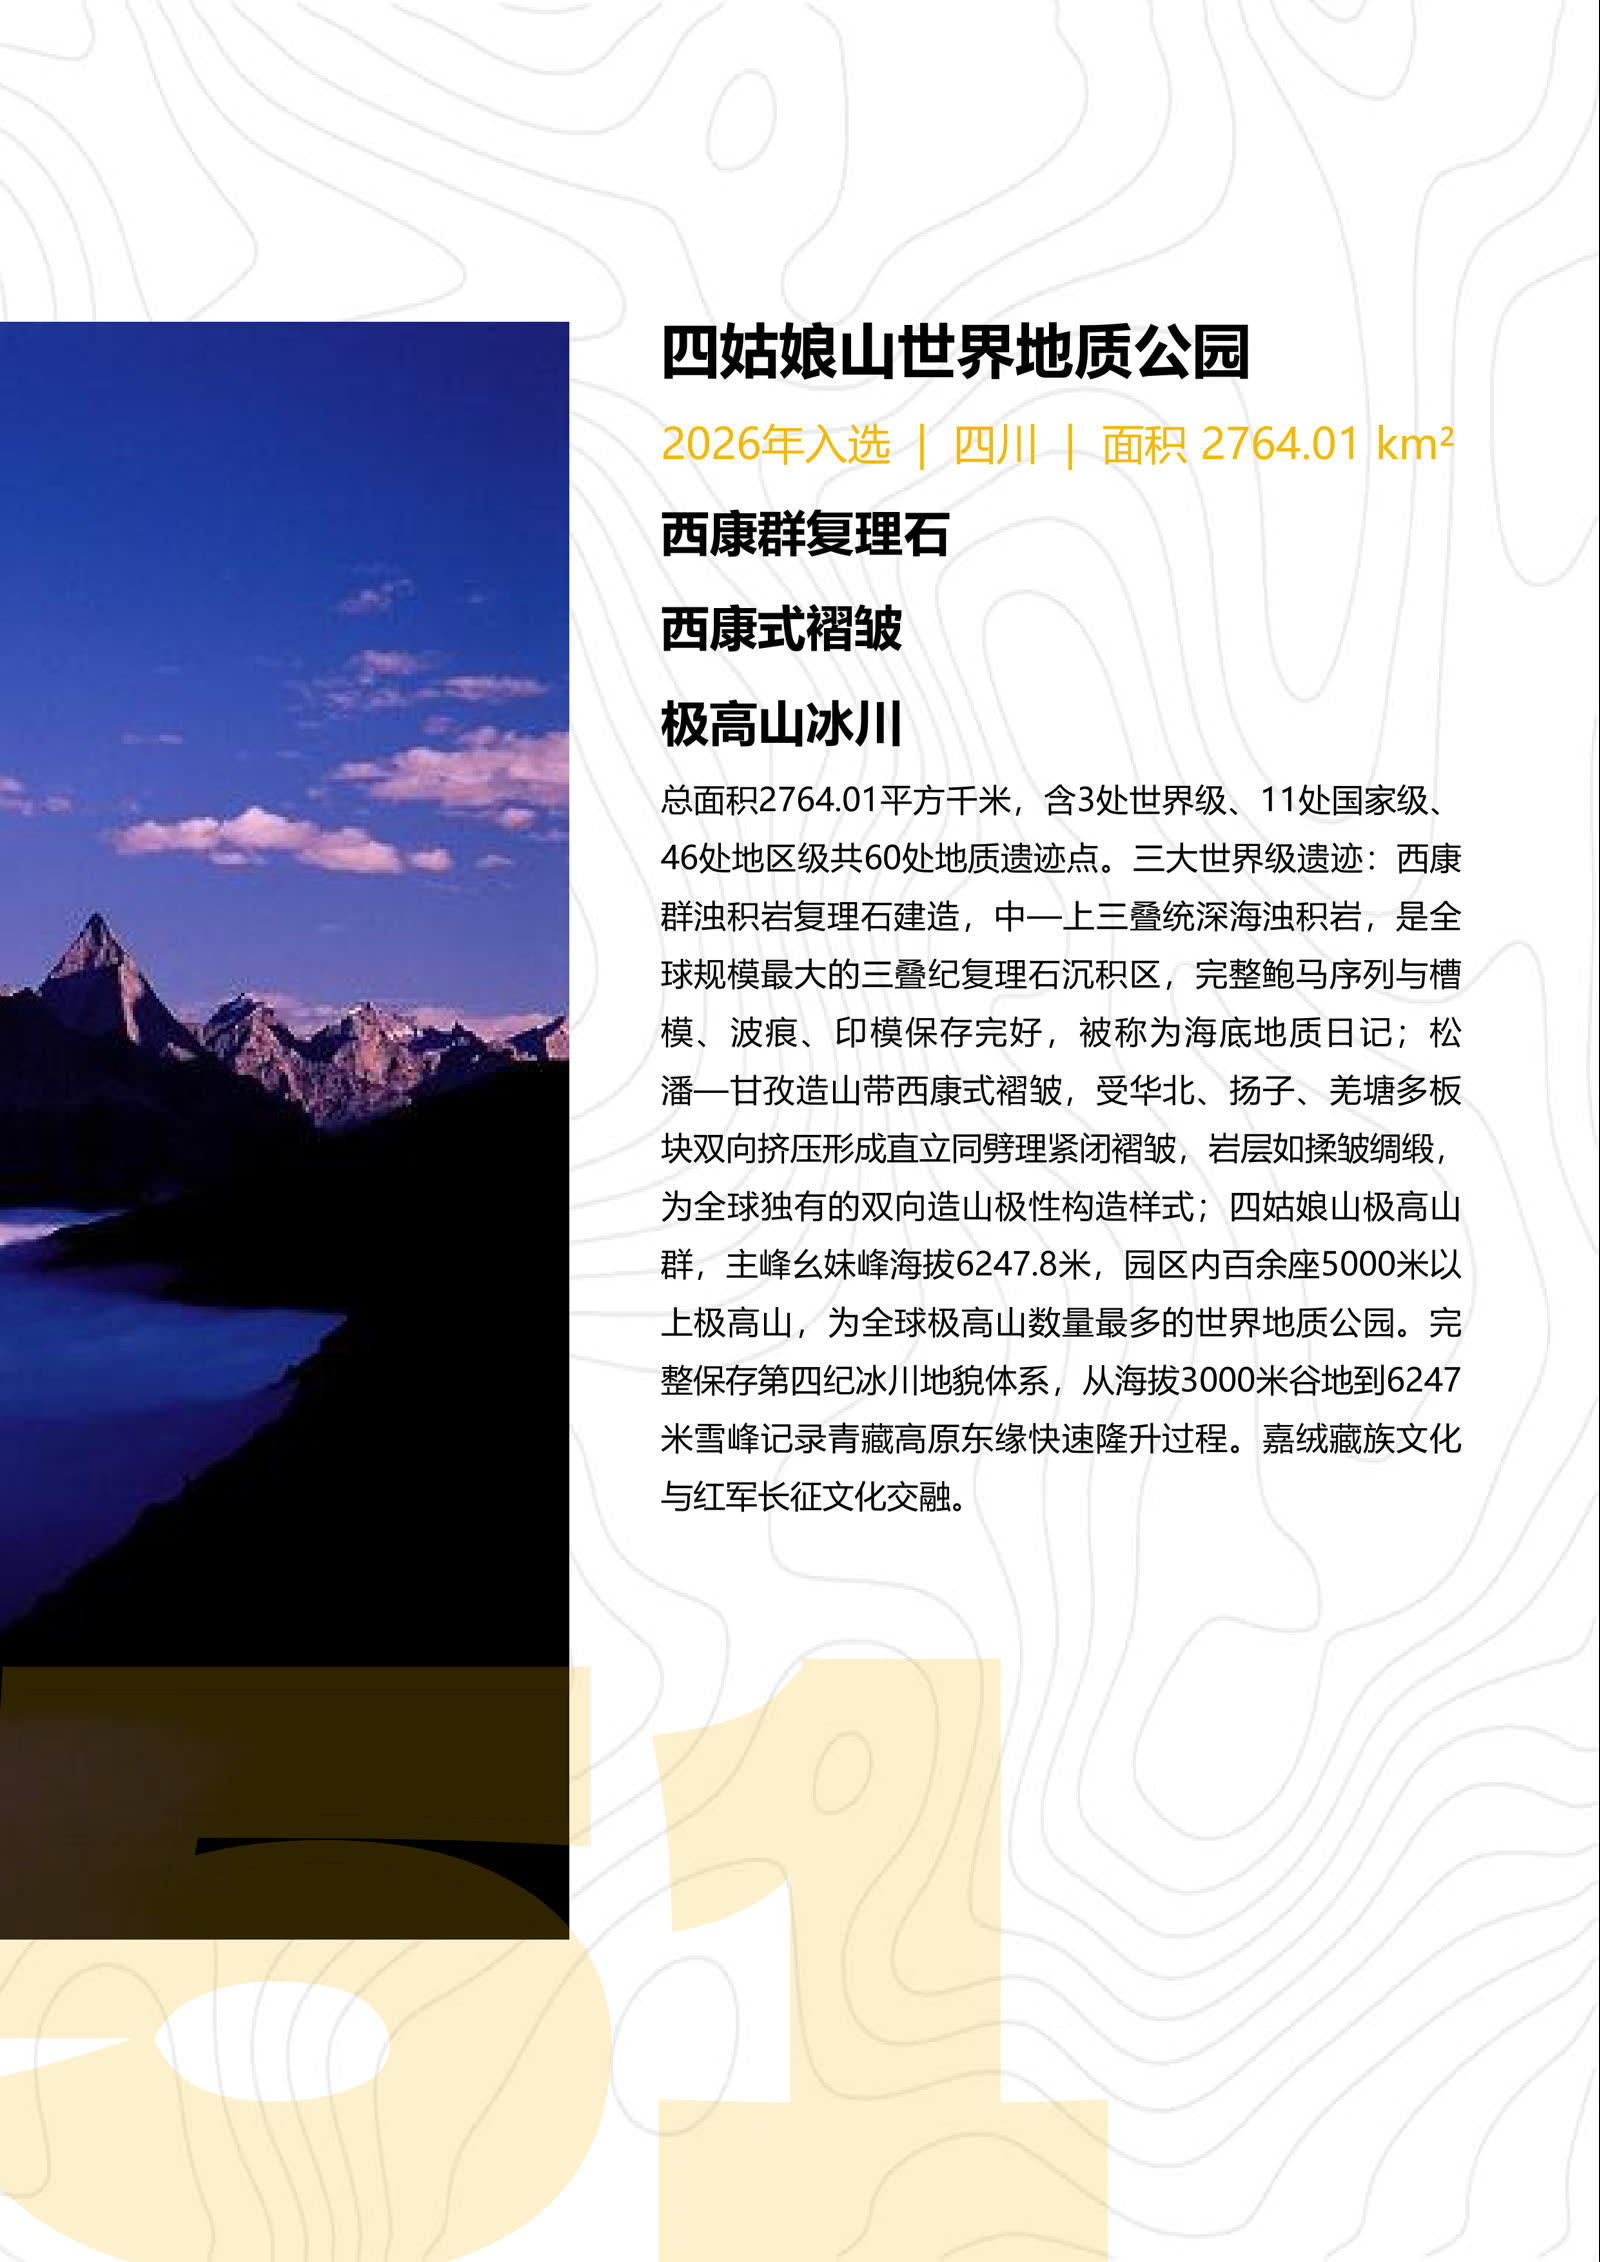 四姑娘山世界地质公园
2026年入选 | 四川 | 面积 2764.01 km²
西康群复理石
西康式褶皱
极高山冰川
总面积2764.01平方千米，含3处世界级、11处国家级、
46处地区级共60处地质遗迹点。三大世界级遗迹：西康
群浊积岩复理石建造，中—上三叠统深海浊积岩，是全
球规模最大的三叠纪复理石沉积区，完整鲍马序列与槽
模、波痕、印模保存完好，被称为海底地质日记；松
潘—甘孜造山带西康式褶皱，受华北、扬子、羌塘多板
块双向挤压形成直立同劈理紧闭褶皱，岩层如揉皱绸缎，
为全球独有的双向造山极性构造样式；四姑娘山极高山
群，主峰幺妹峰海拔6247.8米，园区内百余座5000米以
上极高山，为全球极高山数量最多的世界地质公园。完
整保存第四纪冰川地貌体系，从海拔3000米谷地到6247
米雪峰记录青藏高原东缘快速隆升过程。嘉绒藏族文化
与红军长征文化交融。
51